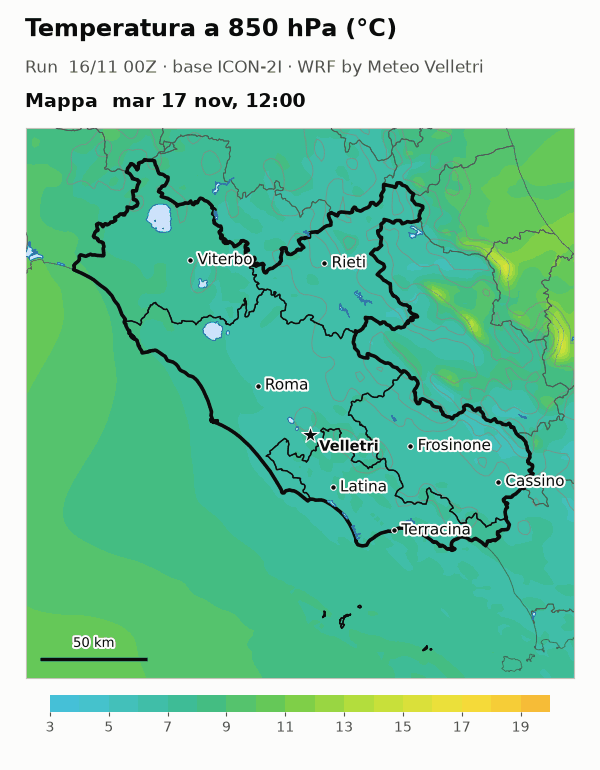 Temperatura a 850 hPa (°C)
Run 16/11 00Z · base ICON-2I · WRF by Meteo Velletri
Mappa mar 17 nov, 12:00
Viterbo
Rieti
Roma
Velletri
Frosinone
Cassino
Latina
Terracina
50 km
3 5 7 9 11 13 15 17 19